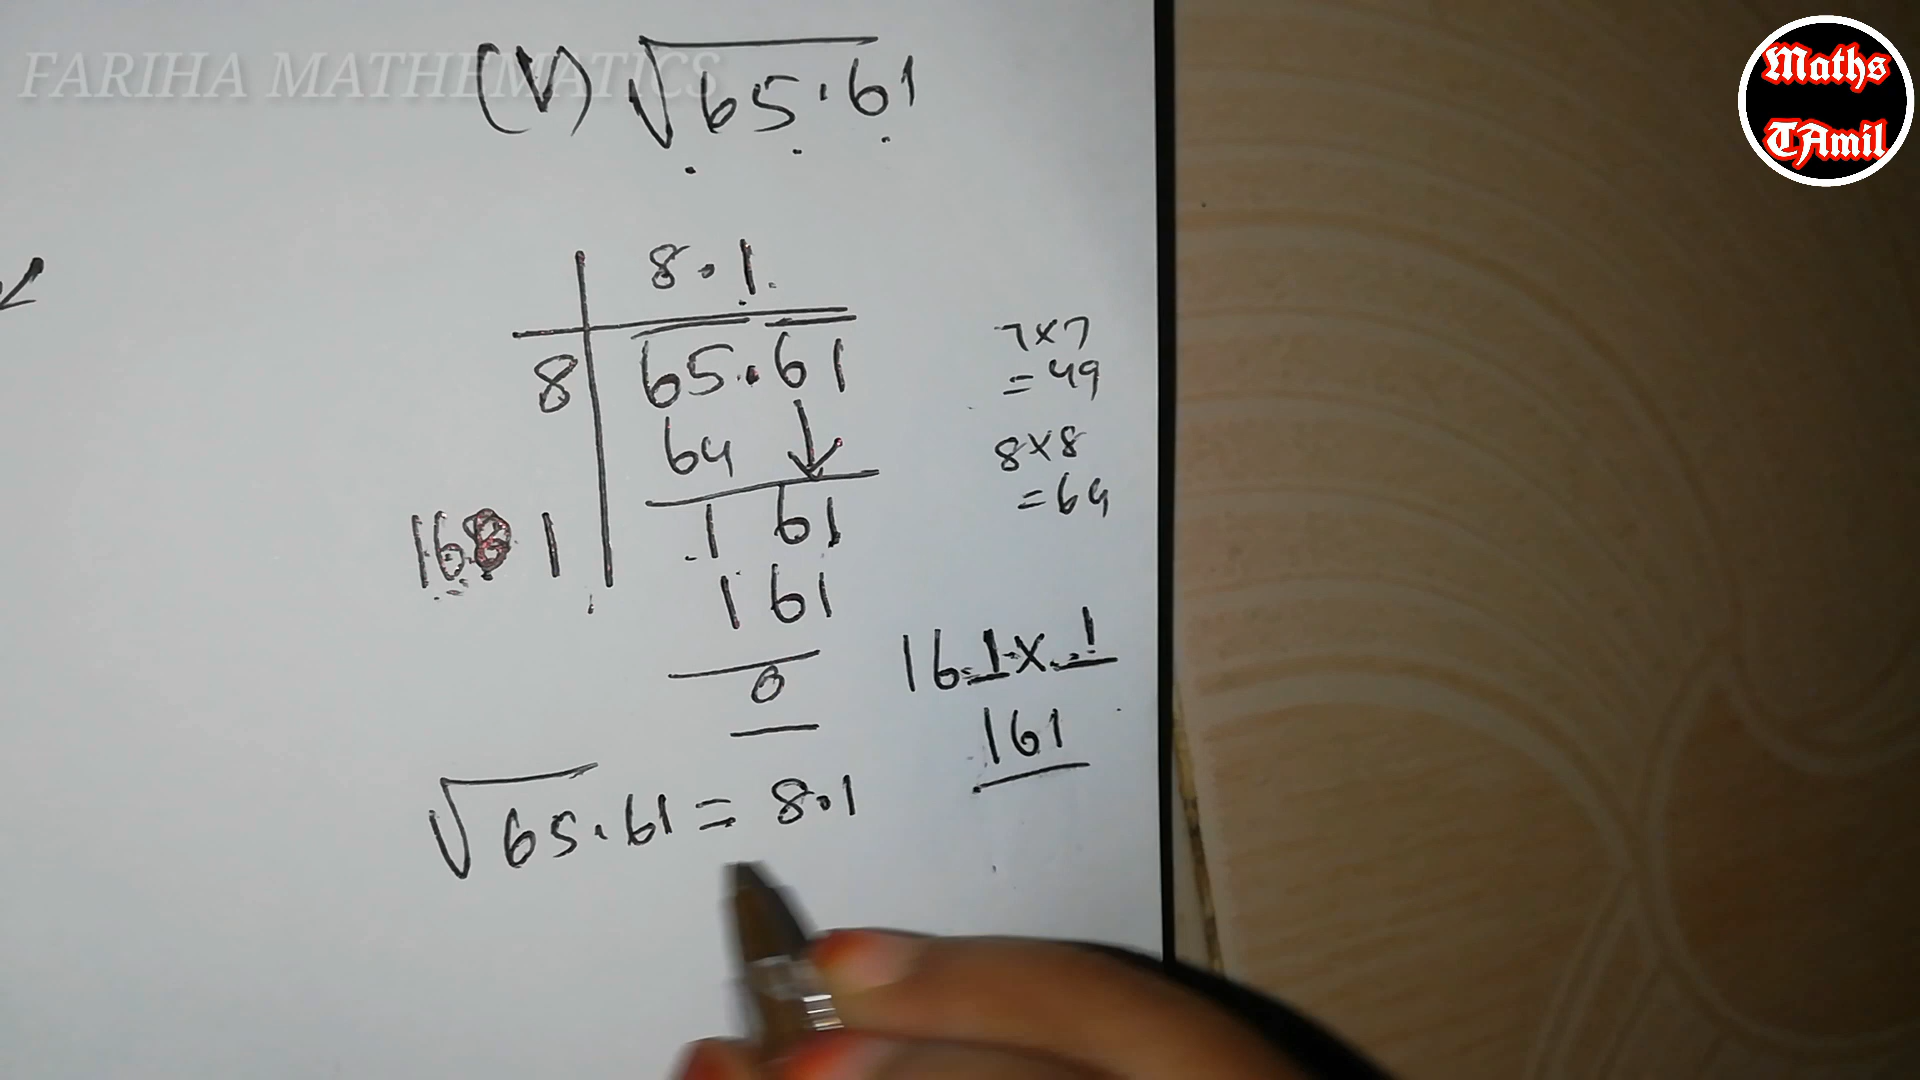 FARIHA MATHEMATICS
Maths
TAmil
(V) √65.61
8.1
8 65.61
64
1 61
16 1
161
0
√65.61 = 8.1
7×7
= 49
8×8
= 64
161×1
161